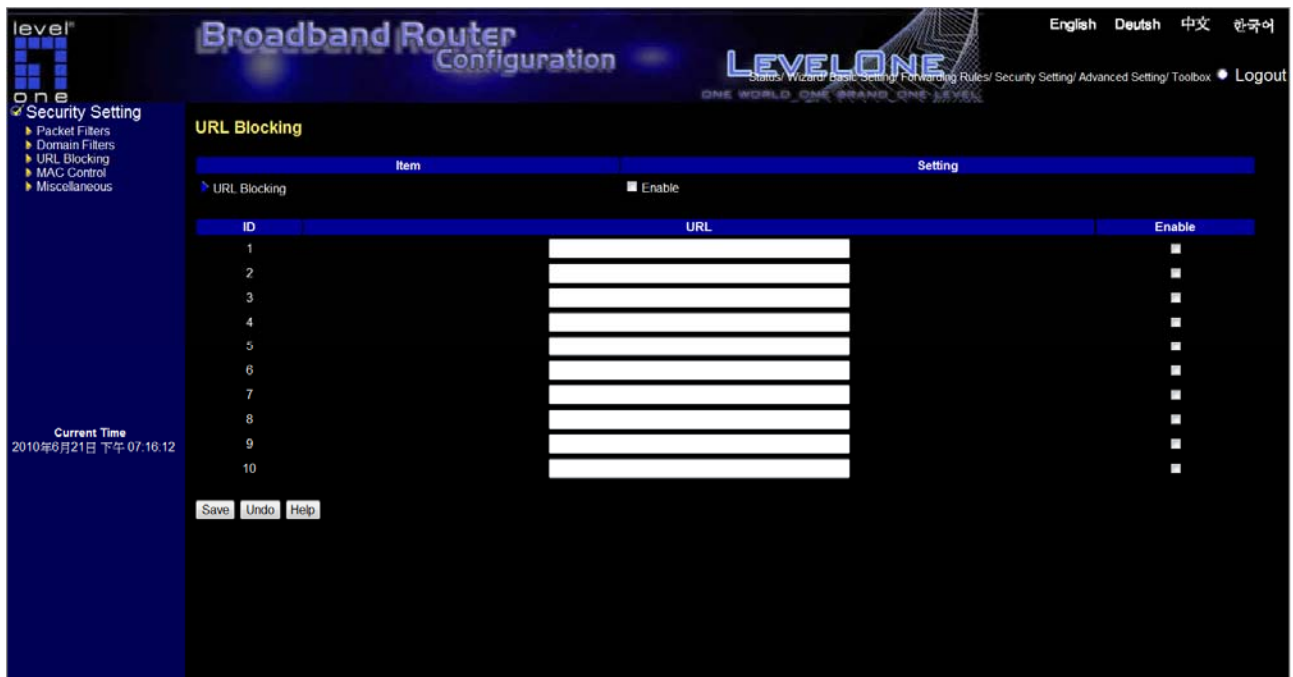 level one
Broadband Router
Configuration
LEVELONE
ONE WORLD_ONE BRAND_ONE LEVEL
English Deutsh 中文 한국어
Status/ Wizard/ Basic Setting/ Forwarding Rules/ Security Setting/ Advanced Setting/ Toolbox Logout
Security Setting
Packet Filters
Domain Filters
URL Blocking
MAC Control
Miscellaneous
Current Time
2010年6月21日 下午 07:16:12
URL Blocking
Item Setting
URL Blocking Enable
ID URL Enable
1
2
3
4
5
6
7
8
9
10
Save Undo Help